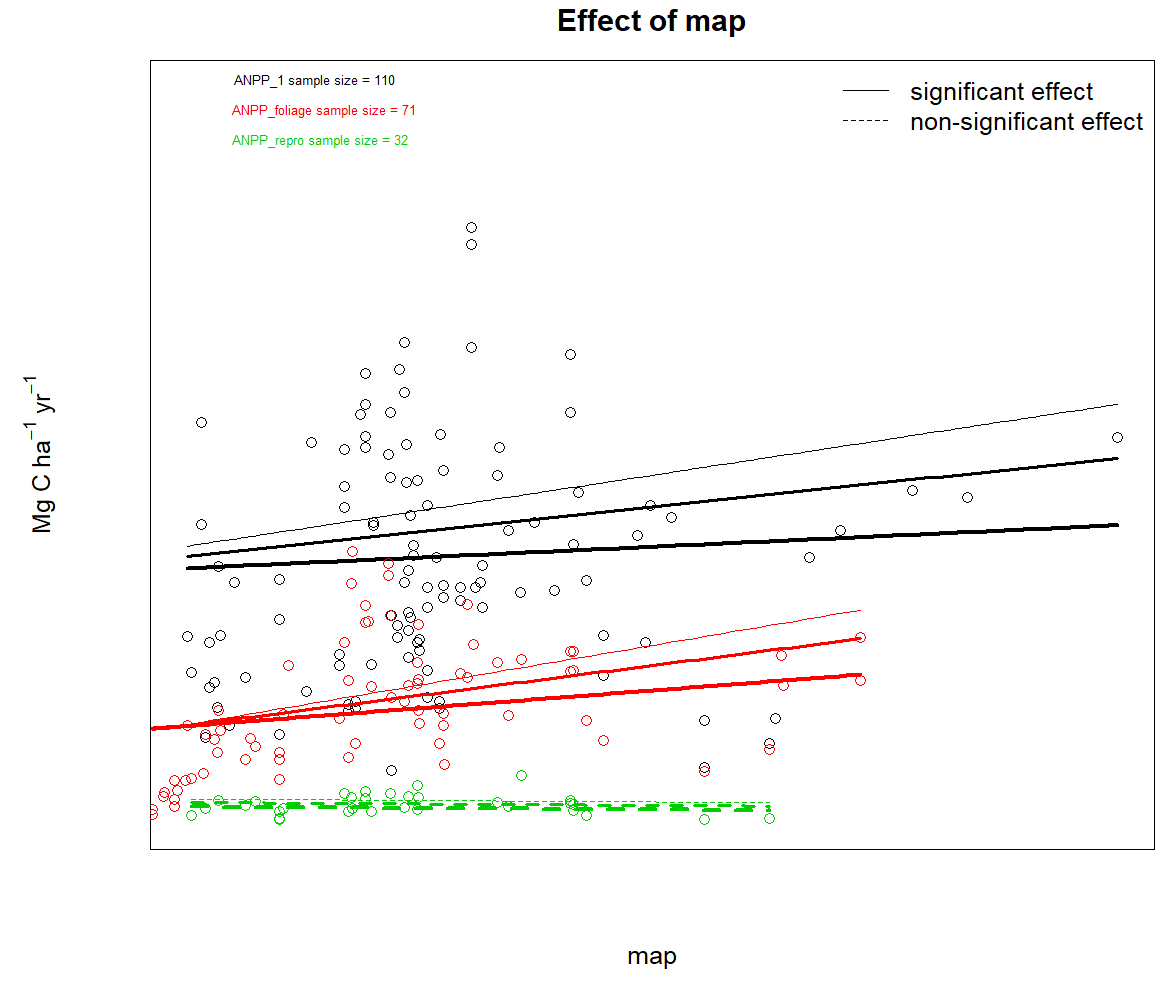 Effect of map
ANPP_1 sample size = 110
ANPP_foliage sample size = 71
ANPP_repro sample size = 32
significant effect
non-significant effect
Mg C ha⁻¹ yr⁻¹
map